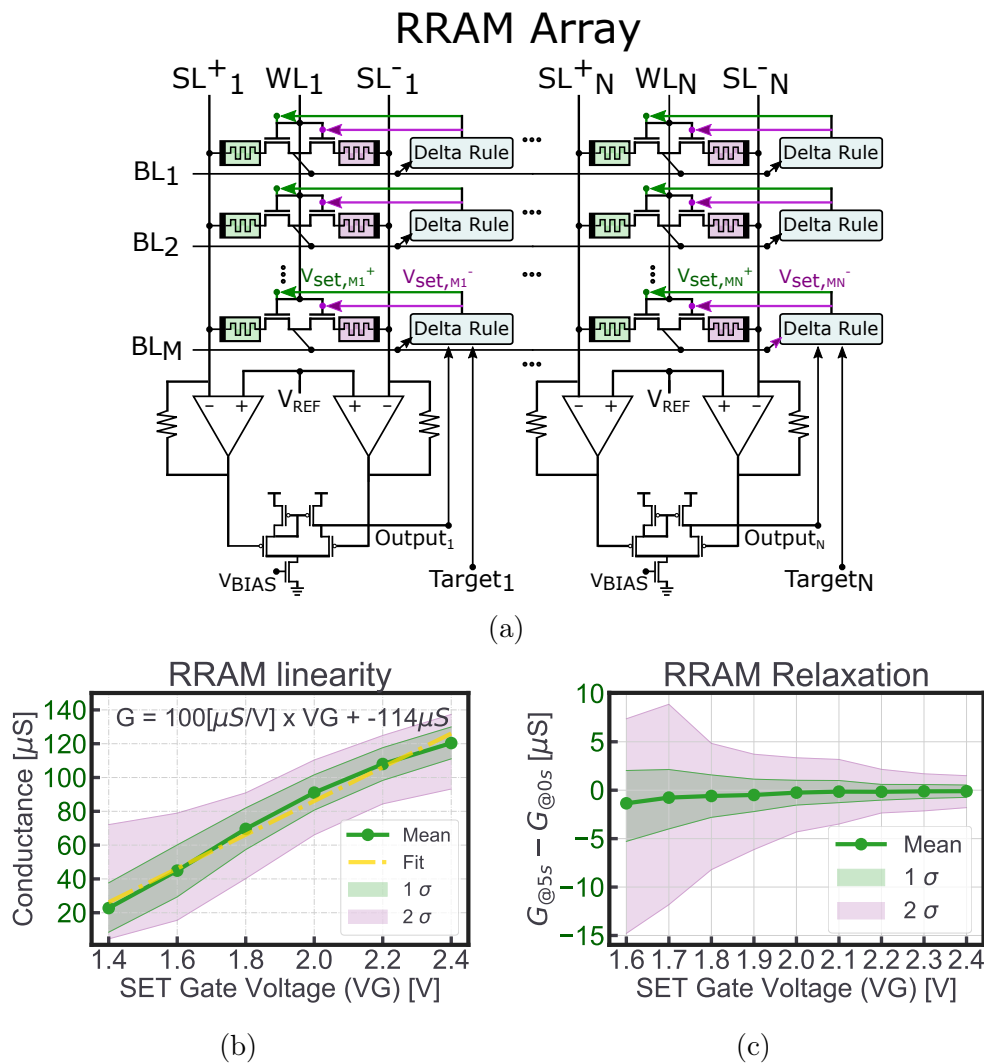 RRAM Array
SL⁺₁ WL₁ SL⁻₁ SL⁺N WLN SL⁻N
BL₁ Delta Rule ... Delta Rule
BL₂ Delta Rule ... Delta Rule
Vset,M1⁺ Vset,M1⁻ ... Vset,MN⁺ Vset,MN⁻
BLM Delta Rule ... Delta Rule
+ - VREF + - + - VREF + -
Output₁ OutputN
VBIAS Target₁ VBIAS TargetN
(a)
RRAM linearity
G = 100[μS/V] x VG + -114μS
Conductance [μS]
140
120
100
80
60
40
20
Mean
Fit
1 σ
2 σ
1.4 1.6 1.8 2.0 2.2 2.4
SET Gate Voltage (VG) [V]
(b)
RRAM Relaxation
G@5s − G@0s [μS]
10
5
0
−5
−10
−15
Mean
1 σ
2 σ
1.6 1.7 1.8 1.9 2.0 2.1 2.2 2.3 2.4
SET Gate Voltage (VG) [V]
(c)